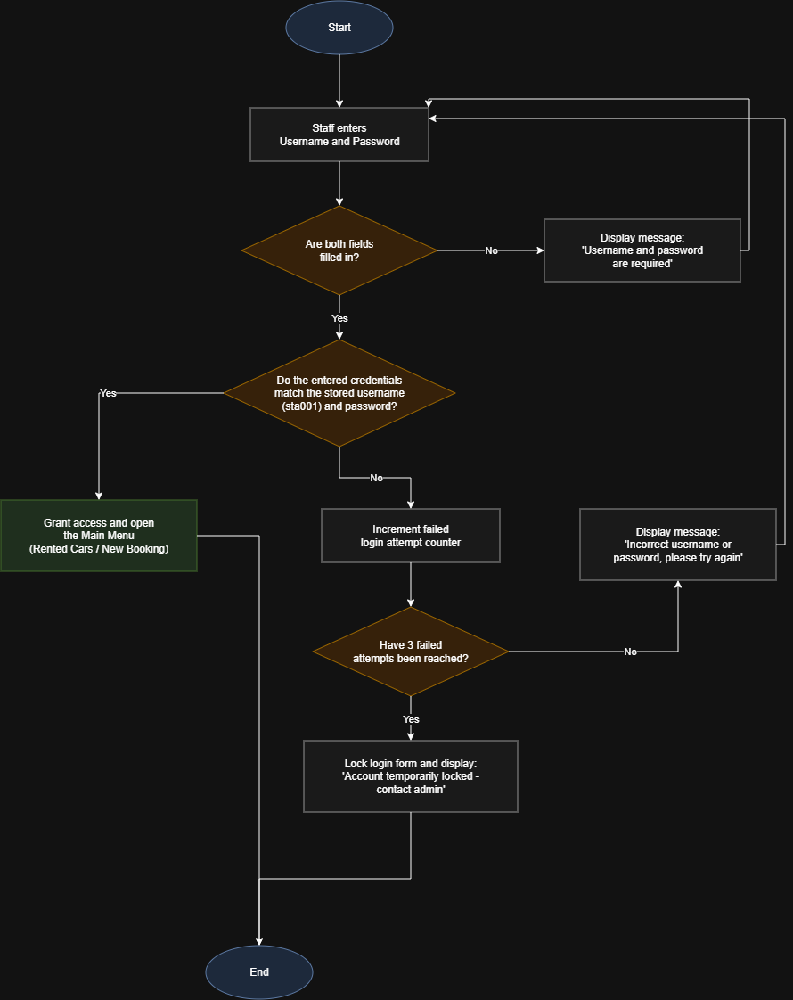 Start
Staff enters
Username and Password
Are both fields
filled in?
No
Display message:
'Username and password
are required'
Yes
Do the entered credentials
match the stored username
(sta001) and password?
Yes
No
Grant access and open
the Main Menu
(Rented Cars / New Booking)
Increment failed
login attempt counter
Display message:
'Incorrect username or
password, please try again'
Have 3 failed
attempts been reached?
No
Yes
Lock login form and display:
'Account temporarily locked -
contact admin'
End